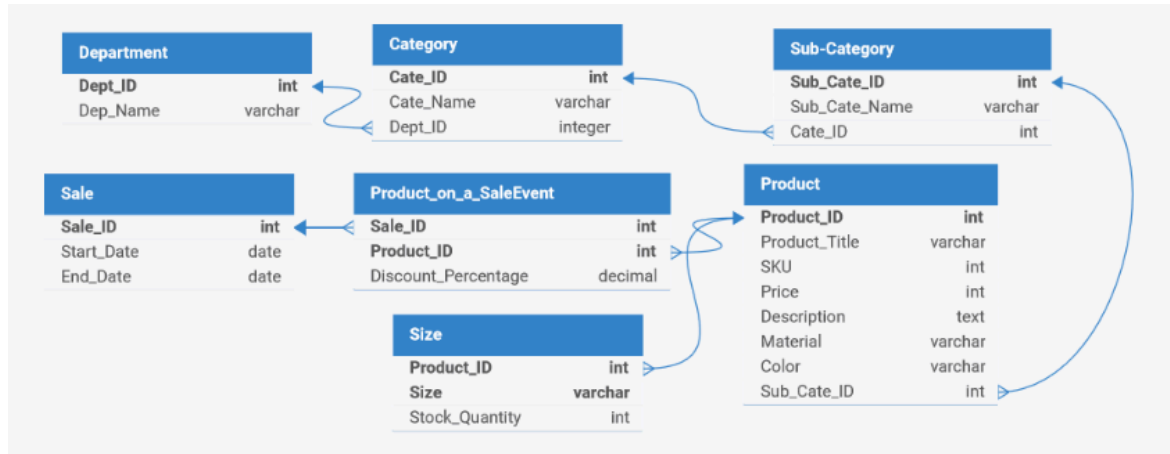 Department
Dept_ID int
Dep_Name varchar
Category
Cate_ID int
Cate_Name varchar
Dept_ID integer
Sub-Category
Sub_Cate_ID int
Sub_Cate_Name varchar
Cate_ID int
Sale
Sale_ID int
Start_Date date
End_Date date
Product_on_a_SaleEvent
Sale_ID int
Product_ID int
Discount_Percentage decimal
Product
Product_ID int
Product_Title varchar
SKU int
Price int
Description text
Material varchar
Color varchar
Sub_Cate_ID int
Size
Product_ID int
Size varchar
Stock_Quantity int